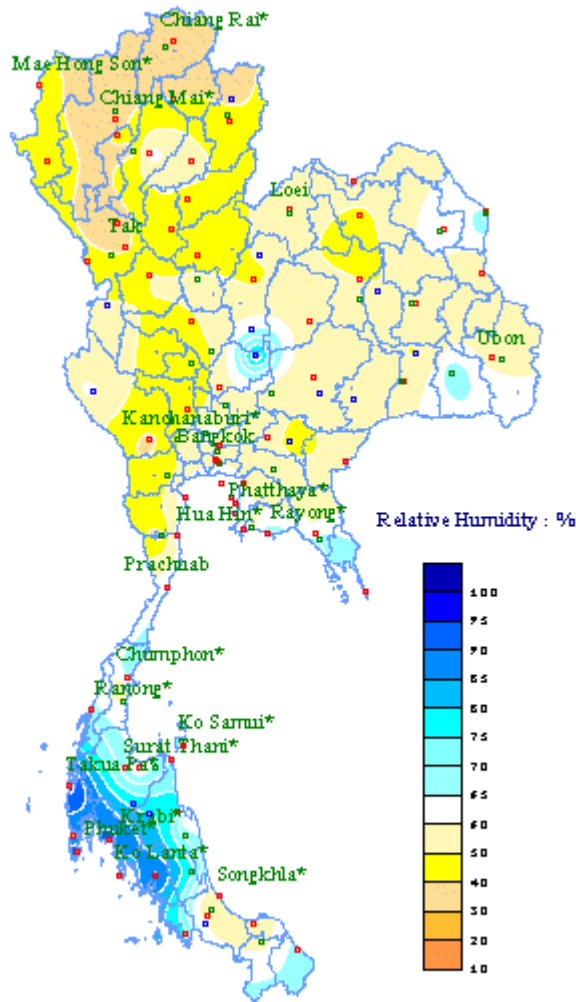 Chiang Rai*
Mae Hong Son*
Chiang Mai*
Loei
Tak
Ubon
Kanchanaburi*
Bangkok
Phatthaya*
Hua Hin* Rayong*
Relative Humidity : %
Prachuab
100
95
90
85
80
75
70
65
60
50
40
30
20
10
Chumphon*
Ranong*
Ko Samui*
Surat Thani*
Takua Pa*
Krabi*
Phuket*
Ko Lanta*
Songkhla*